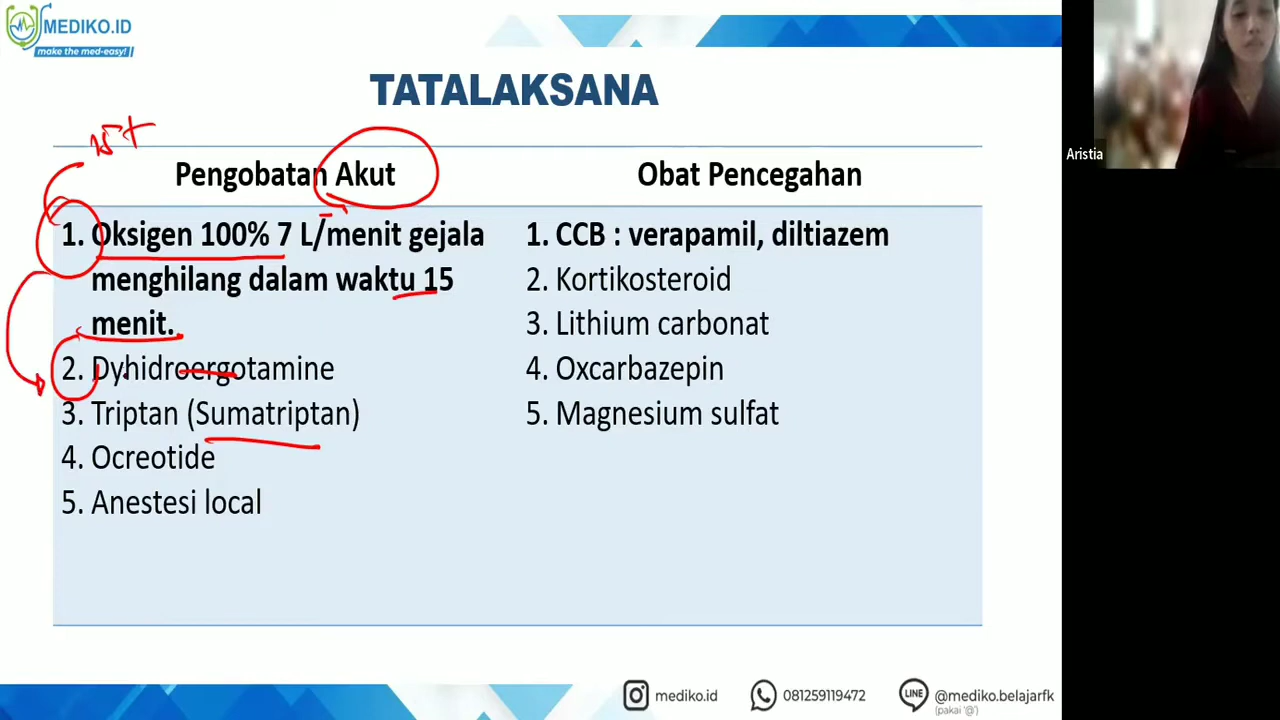 MEDIKO.ID
make the med-easy!
TATALAKSANA
Pengobatan Akut
1. Oksigen 100% 7 L/menit gejala
menghilang dalam waktu 15
menit.
2. Dyhidroergotamine
3. Triptan (Sumatriptan)
4. Ocreotide
5. Anestesi local
Obat Pencegahan
1. CCB : verapamil, diltiazem
2. Kortikosteroid
3. Lithium carbonat
4. Oxcarbazepin
5. Magnesium sulfat
Aristia
mediko.id
081259119472
LINE
@mediko.belajarfk
(pakai '@')